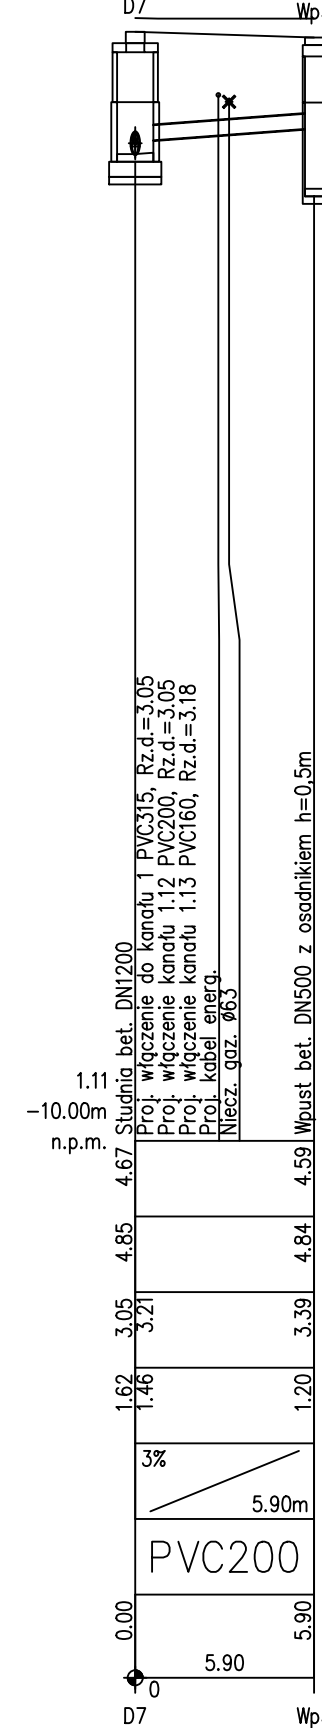 D7
Wp.
Studnia bet. DN1200
Proj. włączenie do kanału 1 PVC315, Rz.d.=3.05
Proj. włączenie kanału 1.12 PVC200, Rz.d.=3.05
Proj. włączenie kanału 1.13 PVC160, Rz.d.=3.18
Proj. kabel energ.
Niecz. gaz. ø63
Wpust bet. DN500 z osadnikiem h=0,5m
1.11
-10.00m
n.p.m.
4.67
4.59
4.85
4.84
3.05
3.21
3.39
1.62
1.46
1.20
3%
5.90m
PVC200
0.00
5.90
5.90
0
D7
Wp.